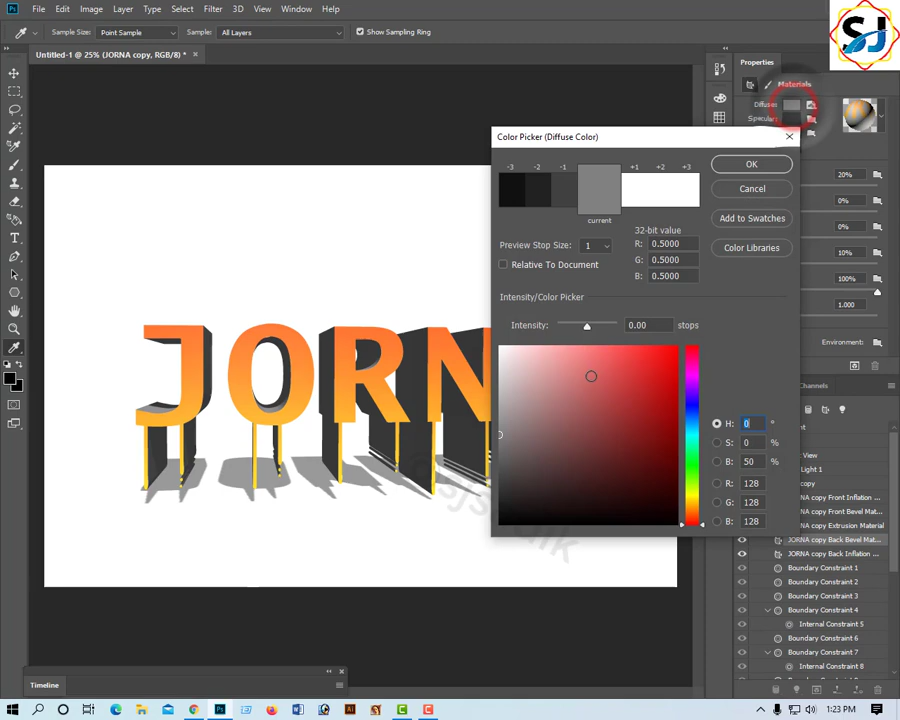 Ps File Edit Image Layer Type Select Filter 3D View Window Help
Sample Size: Point Sample Sample: All Layers Show Sampling Ring
SJ
Untitled-1 @ 25% (JORNA copy, RGB/8) * ×
Properties
Materials
Diffuse:
Specular:
Color Picker (Diffuse Color)
-3 -2 -1 +1 +2 +3
current
OK
Cancel
Add to Swatches
Color Libraries
32-bit value
R: 0.5000
G: 0.5000
B: 0.5000
Preview Stop Size: 1
Relative To Document
Intensity/Color Picker
Intensity: 0.00 stops
H: 0 °
S: 0 %
B: 50 %
R: 128
G: 128
B: 128
20%
0%
0%
10%
100%
1.000
Environment:
JORN
Channels
View
Light 1
copy
NA copy Front Inflation ...
NA copy Front Bevel Mat...
NA copy Extrusion Material
JORNA copy Back Bevel Mat...
JORNA copy Back Inflation ...
Boundary Constraint 1
Boundary Constraint 2
Boundary Constraint 3
Boundary Constraint 4
Internal Constraint 5
Boundary Constraint 6
Boundary Constraint 7
Internal Constraint 8
Timeline
1:23 PM